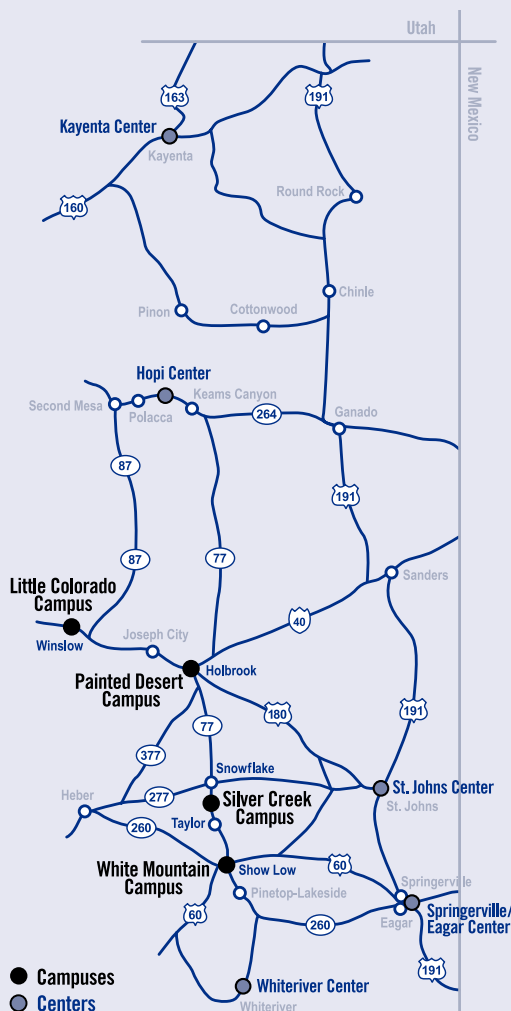 Utah
New Mexico
163
191
Kayenta Center
Kayenta
Round Rock
160
Chinle
Pinon
Cottonwood
Hopi Center
Second Mesa
Polacca
Keams Canyon
264
Ganado
87
191
87
77
Sanders
Little Colorado
Campus
Winslow
40
Joseph City
Painted Desert
Campus
Holbrook
180
191
77
377
Snowflake
St. Johns Center
St. Johns
Heber
277
Silver Creek
Campus
Taylor
260
White Mountain
Campus
Show Low
60
Springerville
Pinetop-Lakeside
60
260
Eagar
Springerville/
Eagar Center
191
Campuses
Centers
Whiteriver Center
Whiteriver